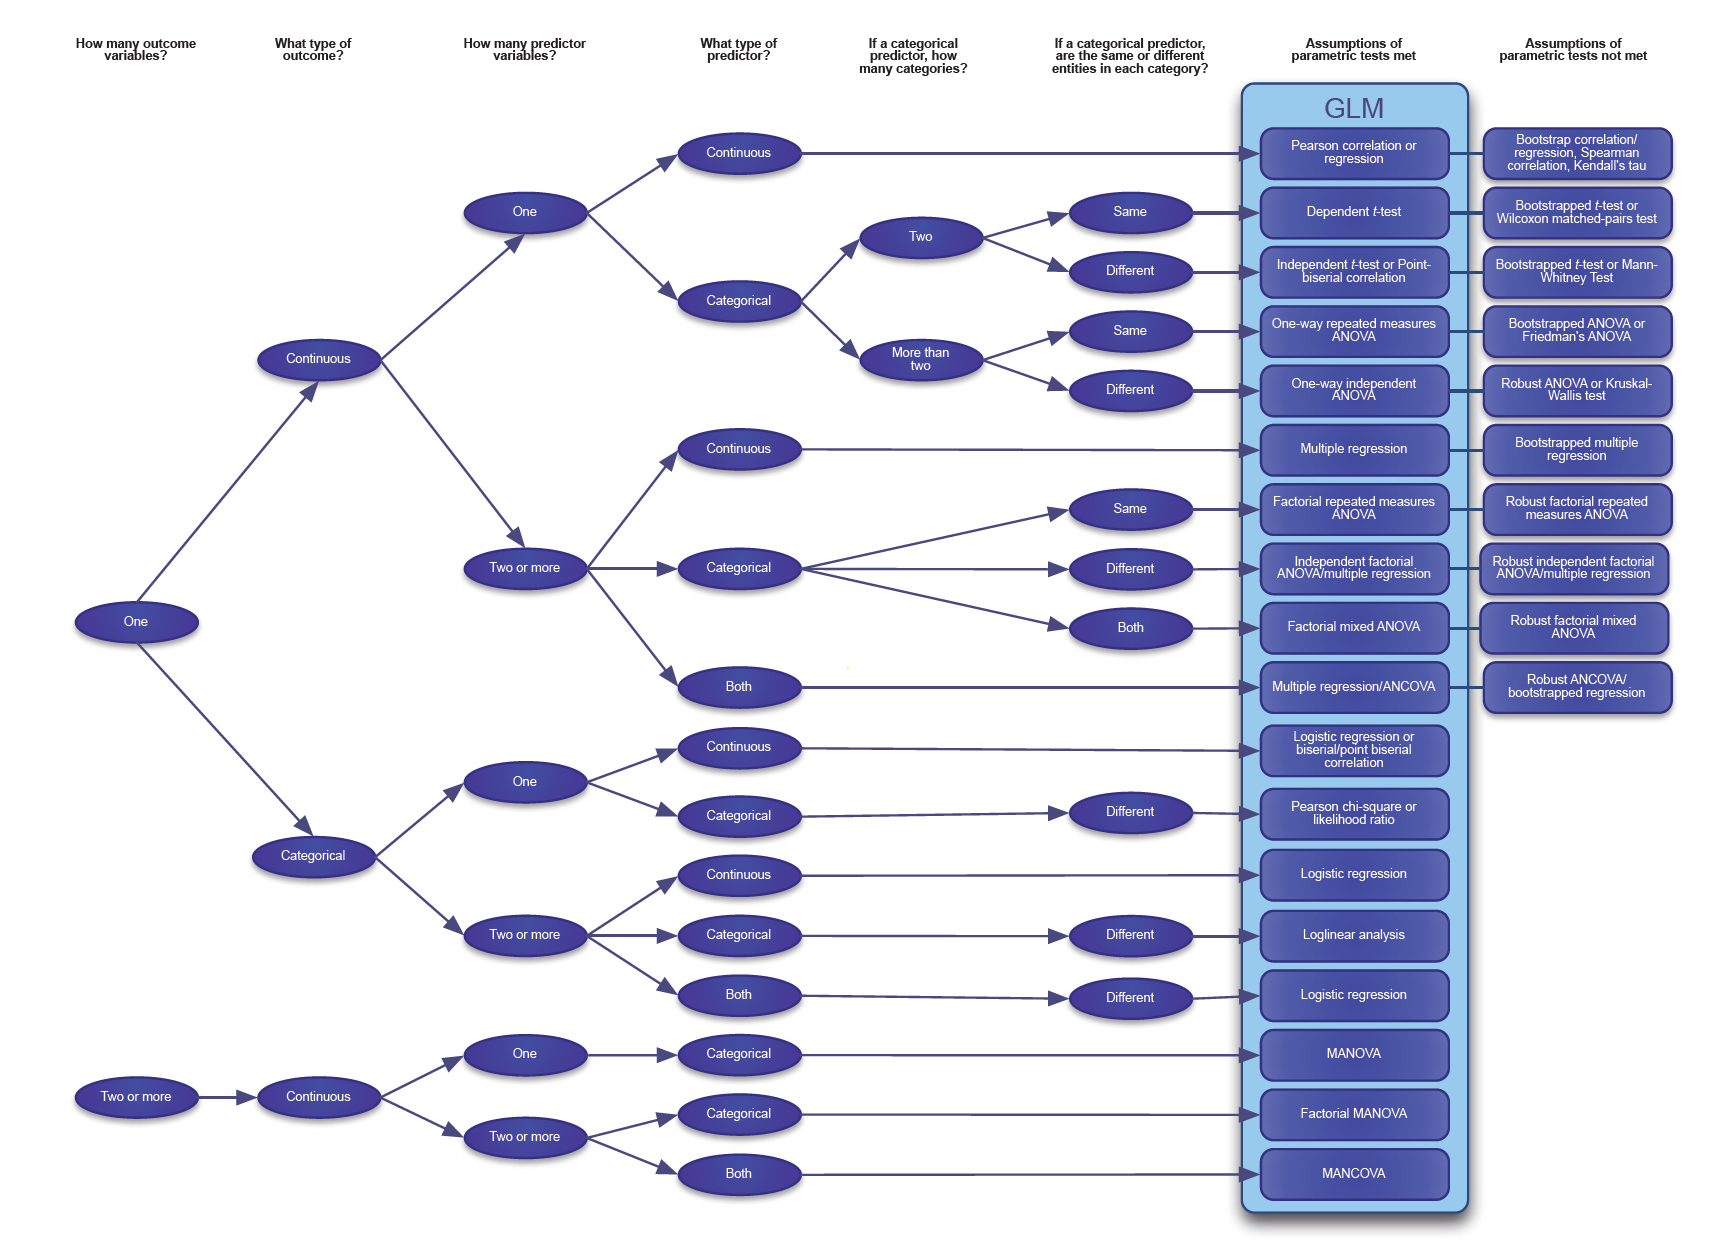 How many outcome
variables?
What type of
outcome?
How many predictor
variables?
What type of
predictor?
If a categorical
predictor, how
many categories?
If a categorical predictor,
are the same or different
entities in each category?
Assumptions of
parametric tests met
Assumptions of
parametric tests not met
GLM
Continuous
Pearson correlation or
regression
Bootstrap correlation/
regression, Spearman
correlation, Kendall's tau
One
Two
Same
Dependent t-test
Bootstrapped t-test or
Wilcoxon matched-pairs test
Different
Independent t-test or Point-
biserial correlation
Bootstrapped t-test or Mann-
Whitney Test
Categorical
Continuous
More than
two
Same
One-way repeated measures
ANOVA
Bootstrapped ANOVA or
Friedman's ANOVA
Different
One-way independent
ANOVA
Robust ANOVA or Kruskal-
Wallis test
Continuous
Multiple regression
Bootstrapped multiple
regression
Same
Factorial repeated measures
ANOVA
Robust factorial repeated
measures ANOVA
Two or more
Categorical
Different
Independent factorial
ANOVA/multiple regression
Robust independent factorial
ANOVA/multiple regression
One
Both
Factorial mixed ANOVA
Robust factorial mixed
ANOVA
Both
Multiple regression/ANCOVA
Robust ANCOVA/
bootstrapped regression
Continuous
Logistic regression or
biserial/point biserial
correlation
One
Categorical
Different
Pearson chi-square or
likelihood ratio
Categorical
Continuous
Logistic regression
Two or more
Categorical
Different
Loglinear analysis
Both
Different
Logistic regression
One
Categorical
MANOVA
Two or more
Continuous
Categorical
Factorial MANOVA
Two or more
Both
MANCOVA